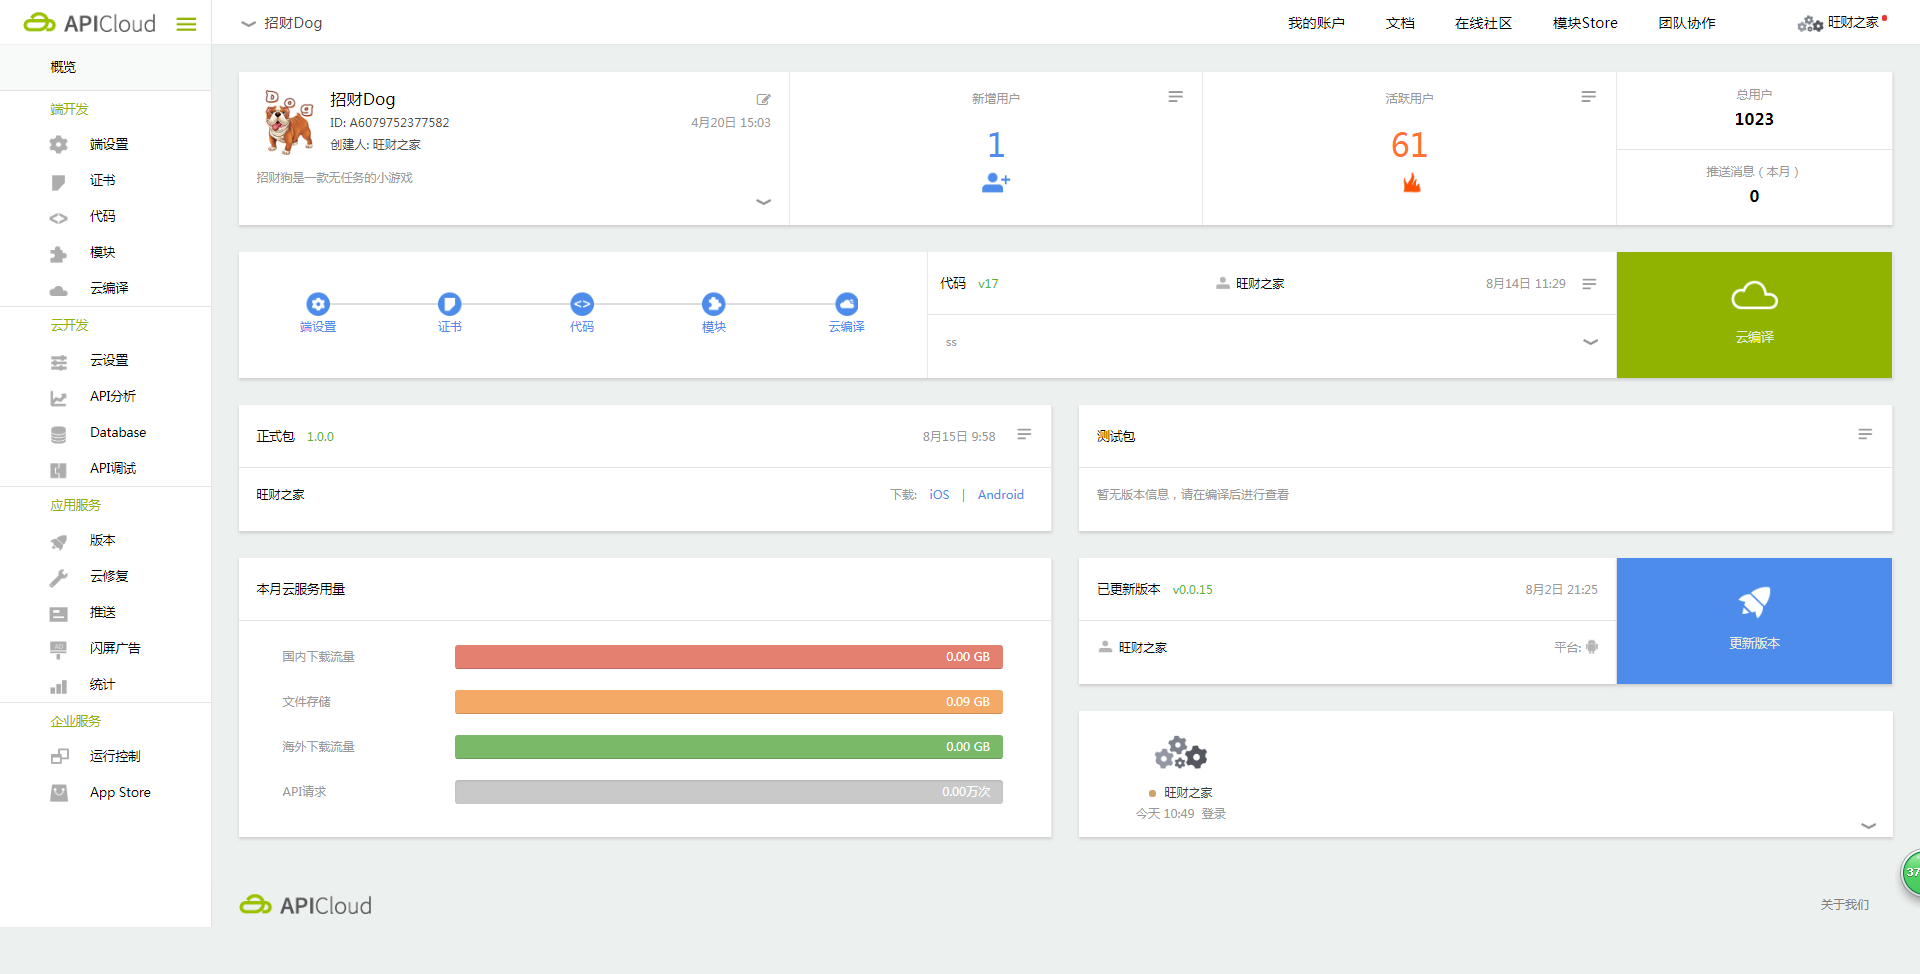 APICloud
招财Dog
我的账户
文档
在线社区
模块Store
团队协作
旺财之家
概览
端开发
端设置
证书
代码
模块
云编译
云开发
云设置
API分析
Database
API调试
应用服务
版本
云修复
推送
闪屏广告
统计
企业服务
运行控制
App Store
Dog
招财Dog
ID: A6079752377582
4月20日 15:03
创建人: 旺财之家
招财狗是一款无任务的小游戏
新增用户
1
活跃用户
61
总用户
1023
推送消息（本月）
0
端设置
证书
代码
模块
云编译
代码 v17
旺财之家
8月14日 11:29
ss
云编译
正式包 1.0.0
8月15日 9:58
旺财之家
下载: iOS | Android
测试包
暂无版本信息，请在编译后进行查看
本月云服务用量
国内下载流量 0.00 GB
文件存储 0.09 GB
海外下载流量 0.00 GB
API请求 0.00万次
已更新版本 v0.0.15
8月2日 21:25
旺财之家
平台:
更新版本
旺财之家
今天 10:49 登录
37
APICloud
关于我们